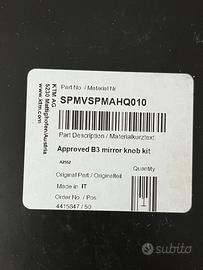 KTM AG
5230 Mattighofen/Austria
www.ktm.com
Part No. / Material Nr.
SPMVSPMAHQ010
Part Description / Materialkurztext
Approved B3 mirror knob kit
A2552
Quantity
Original Part / Originalteil
Made in IT
Order No. / Pos
4415847 / 50
subito